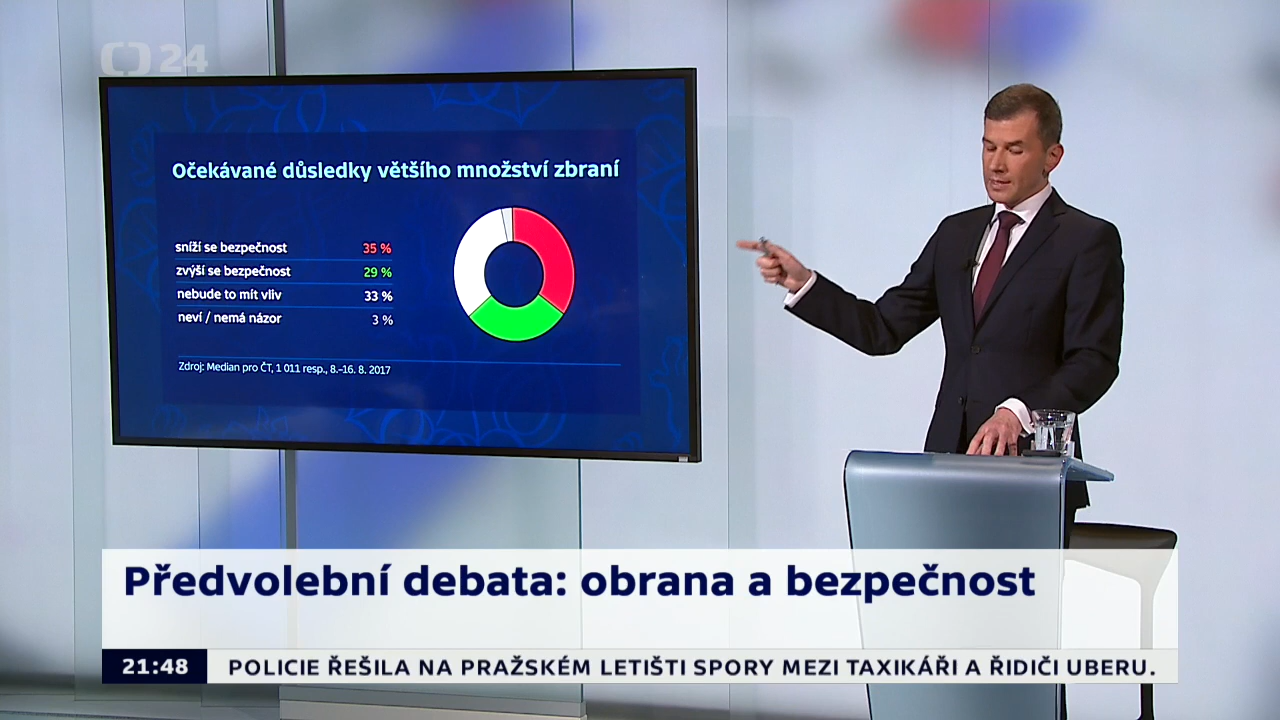 ČT 24
Očekávané důsledky většího množství zbraní
sníží se bezpečnost 35 %
zvýší se bezpečnost 29 %
nebude to mít vliv 33 %
neví / nemá názor 3 %
Zdroj: Median pro ČT, 1 011 resp., 8.–16. 8. 2017
Předvolební debata: obrana a bezpečnost
21:48 POLICIE ŘEŠILA NA PRAŽSKÉM LETIŠTI SPORY MEZI TAXIKÁŘI A ŘIDIČI UBERU.